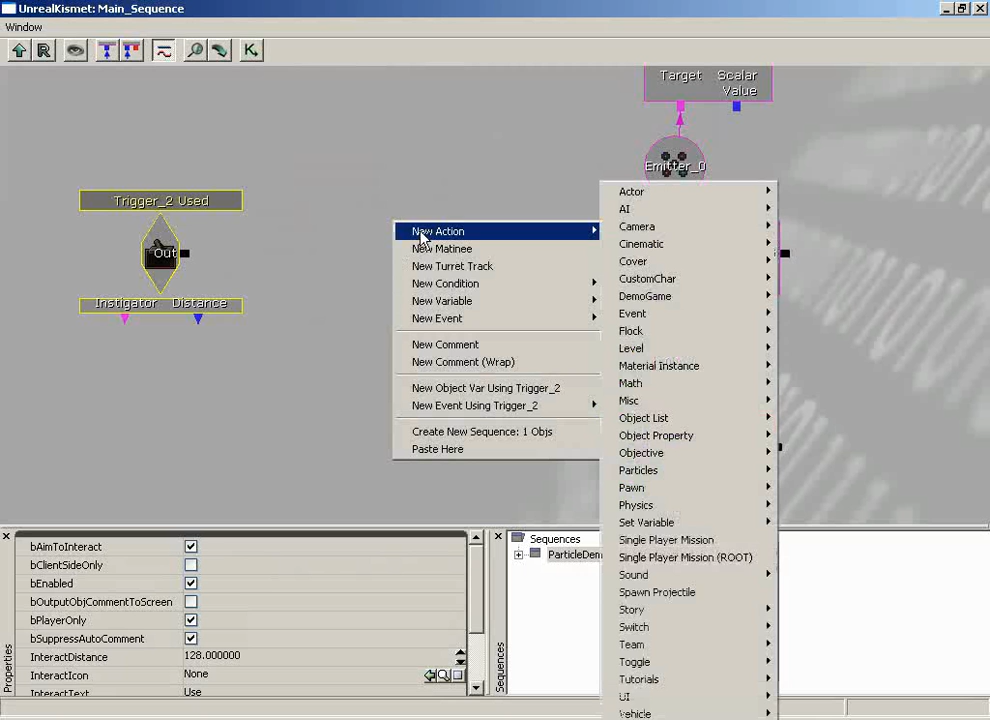 UnrealKismet: Main_Sequence
Window
Target Scalar Value
Emitter_0
Trigger_2 Used
Out
Instigator Distance
New Action
New Matinee
New Turret Track
New Condition
New Variable
New Event
New Comment
New Comment (Wrap)
New Object Var Using Trigger_2
New Event Using Trigger_2
Create New Sequence: 1 Objs
Paste Here
Actor
AI
Camera
Cinematic
Cover
CustomChar
DemoGame
Event
Flock
Level
Material Instance
Math
Misc
Object List
Object Property
Objective
Particles
Pawn
Physics
Set Variable
Single Player Mission
Single Player Mission (ROOT)
Sound
Spawn Projectile
Story
Switch
Team
Toggle
Tutorials
UI
Vehicle
Properties
bAimToInteract
bClientSideOnly
bEnabled
bOutputObjCommentToScreen
bPlayerOnly
bSuppressAutoComment
InteractDistance 128.000000
InteractIcon None
InteractText Use
Sequences
Sequences
ParticleDem